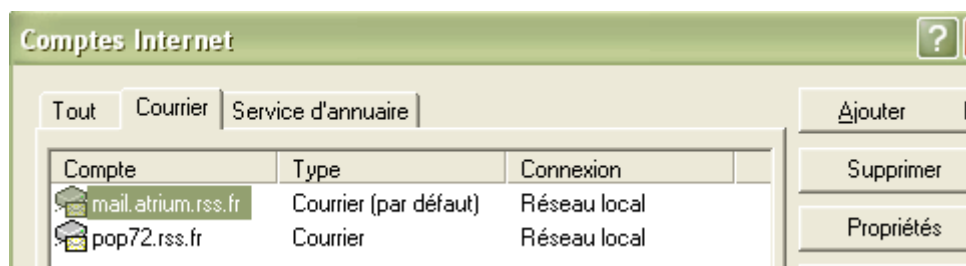 Comptes Internet
Tout Courrier Service d'annuaire
Ajouter
Compte Type Connexion
Supprimer
mail.atrium.rss.fr Courrier (par défaut) Réseau local
pop72.rss.fr Courrier Réseau local
Propriétés